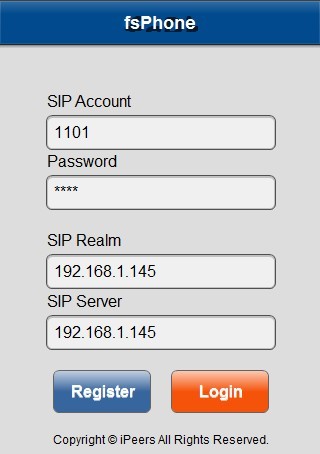 fsPhone
SIP Account
1101
Password
****
SIP Realm
192.168.1.145
SIP Server
192.168.1.145
Register Login
Copyright © iPeers All Rights Reserved.